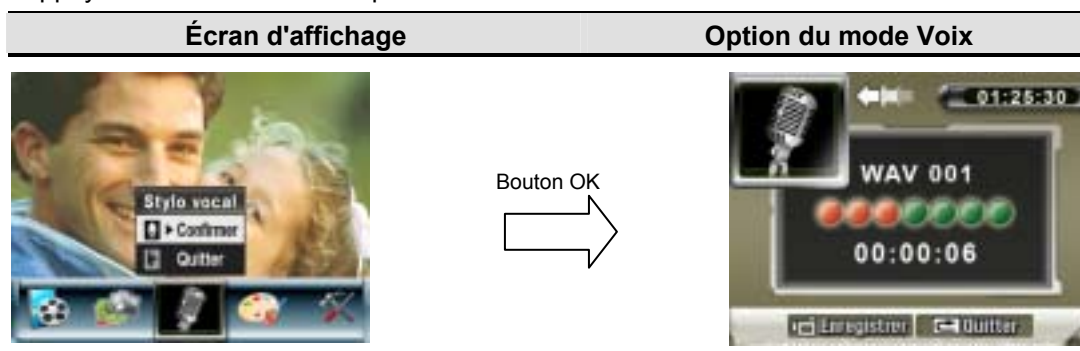 Écran d'affichage Option du mode Voix
Stylo vocal
Confirmer
Quitter
Bouton OK
01:25:30
WAV 001
00:00:06
Enregistrer Quitter